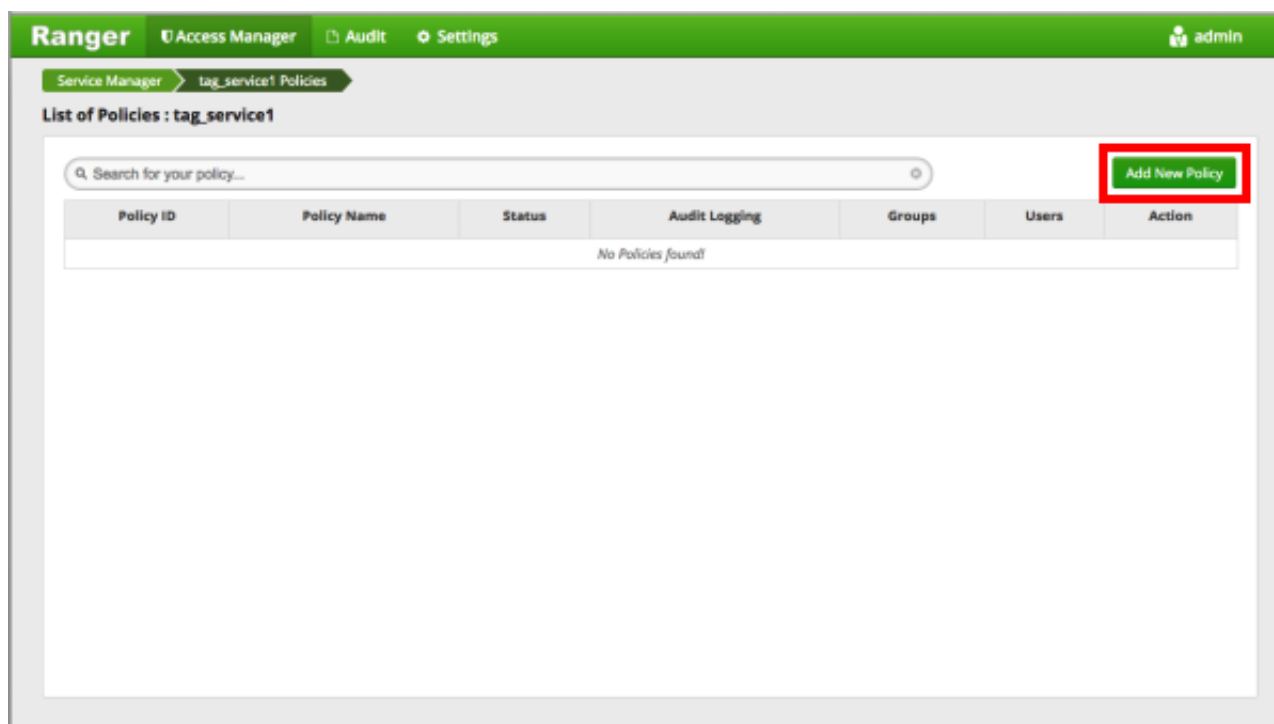 Ranger Access Manager Audit Settings admin
Service Manager tag_service1 Policies
List of Policies : tag_service1
Search for your policy... Add New Policy
Policy ID Policy Name Status Audit Logging Groups Users Action
No Policies found!